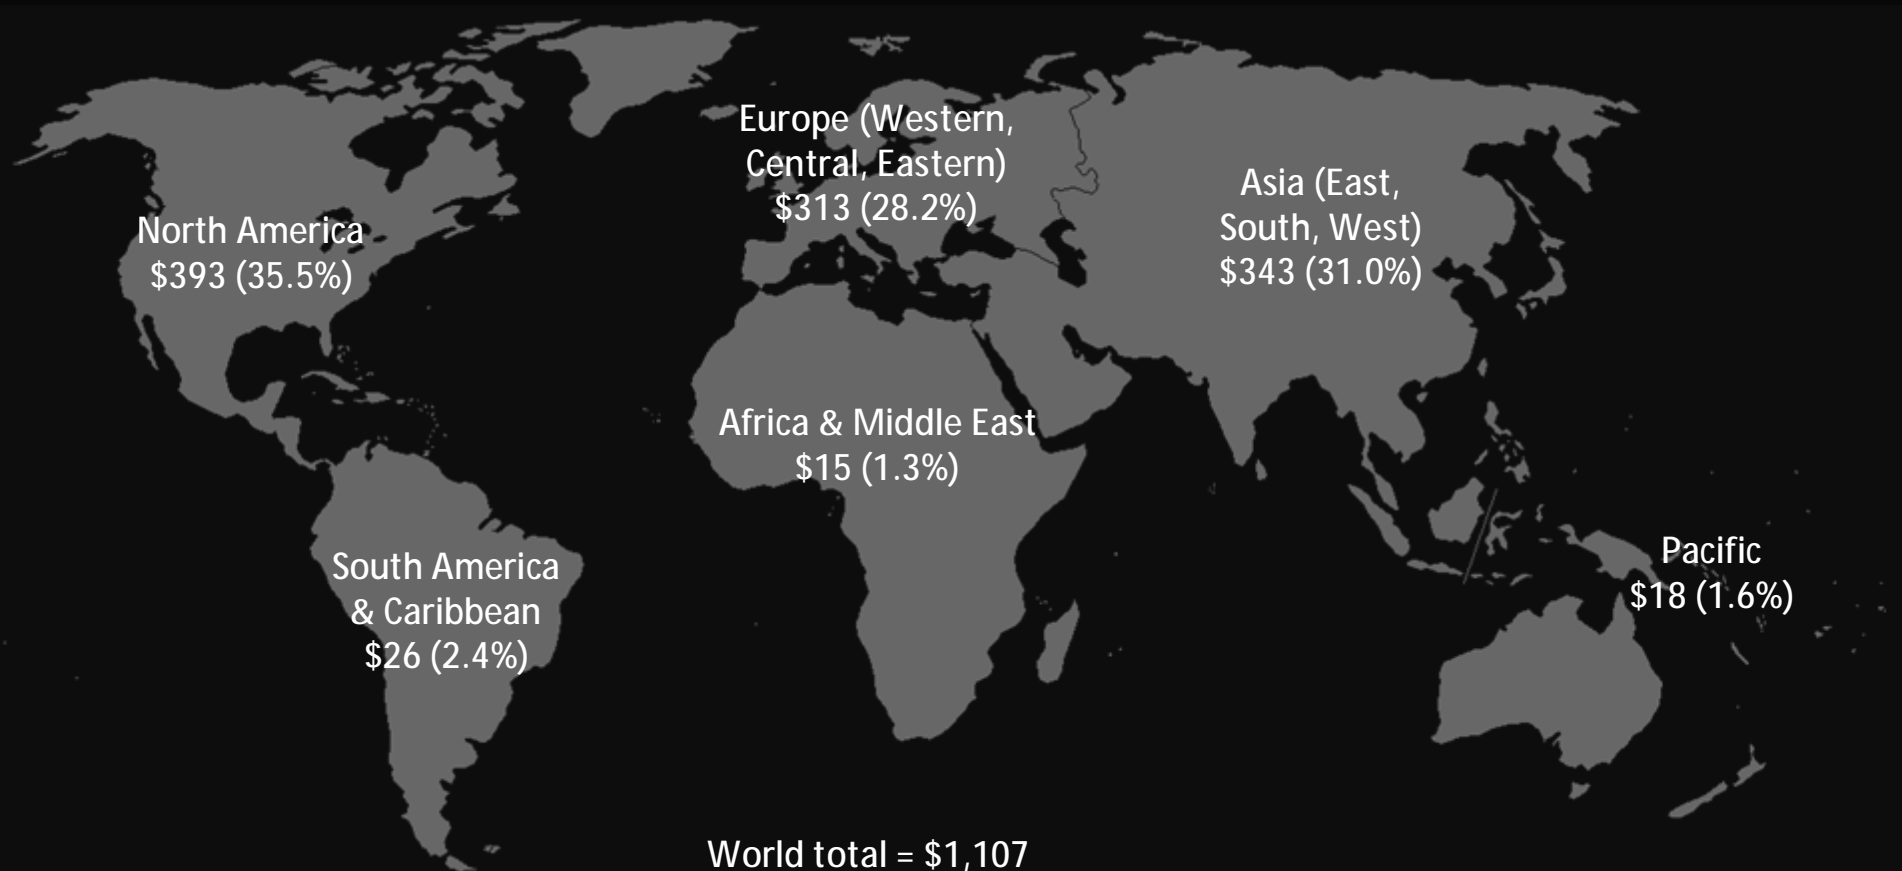 Europe (Western,
Central, Eastern)
$313 (28.2%)
Asia (East,
South, West)
$343 (31.0%)
North America
$393 (35.5%)
Africa & Middle East
$15 (1.3%)
South America
& Caribbean
$26 (2.4%)
Pacific
$18 (1.6%)
World total = $1,107